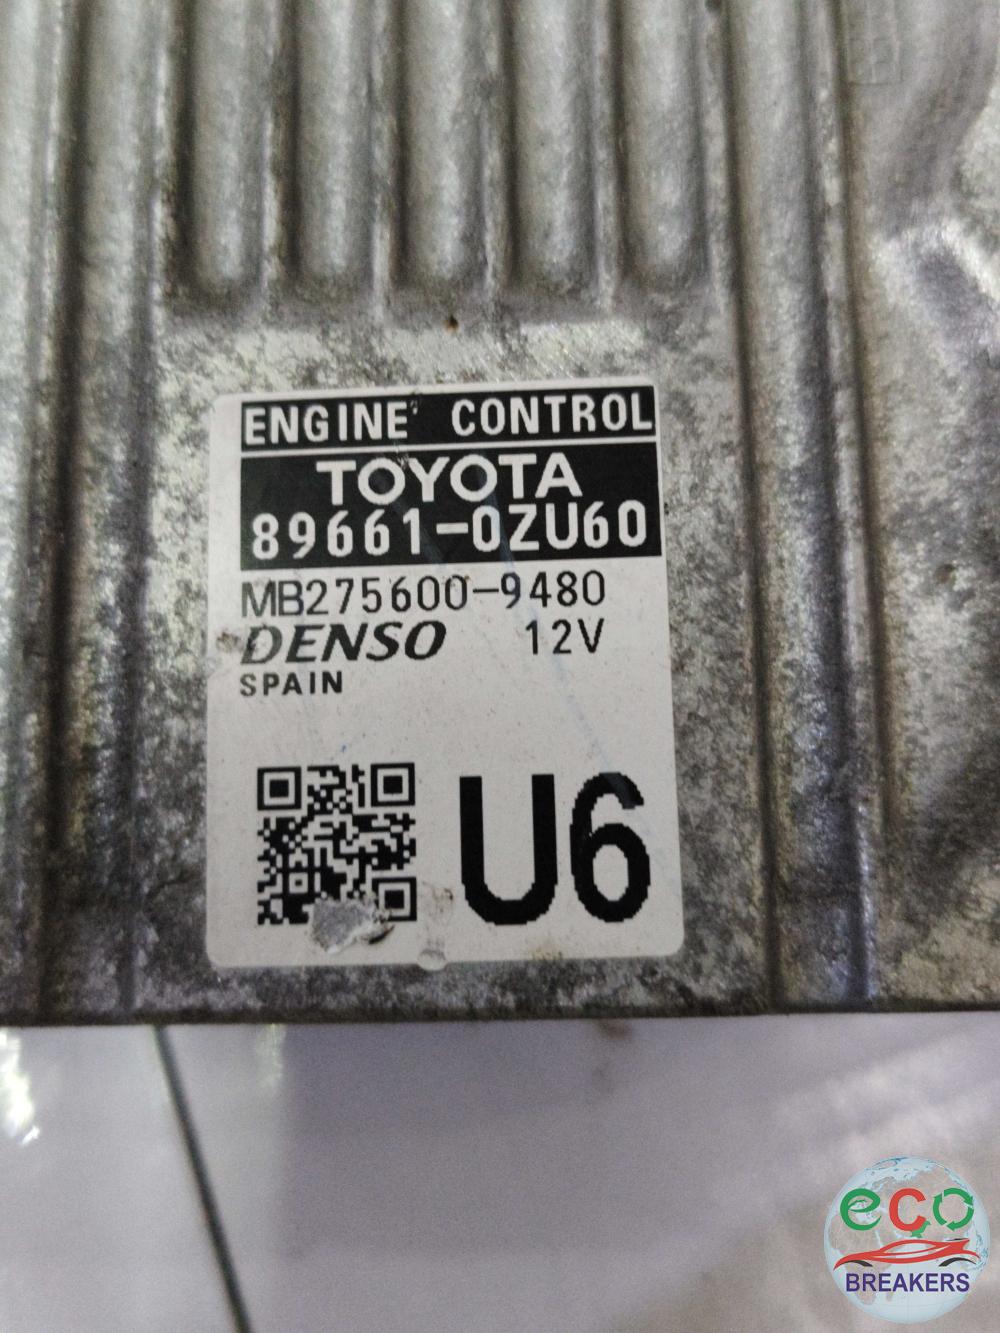 ENGINE CONTROL
TOYOTA
89661-0ZU60
MB275600-9480
DENSO 12V
SPAIN
U6
eco
BREAKERS